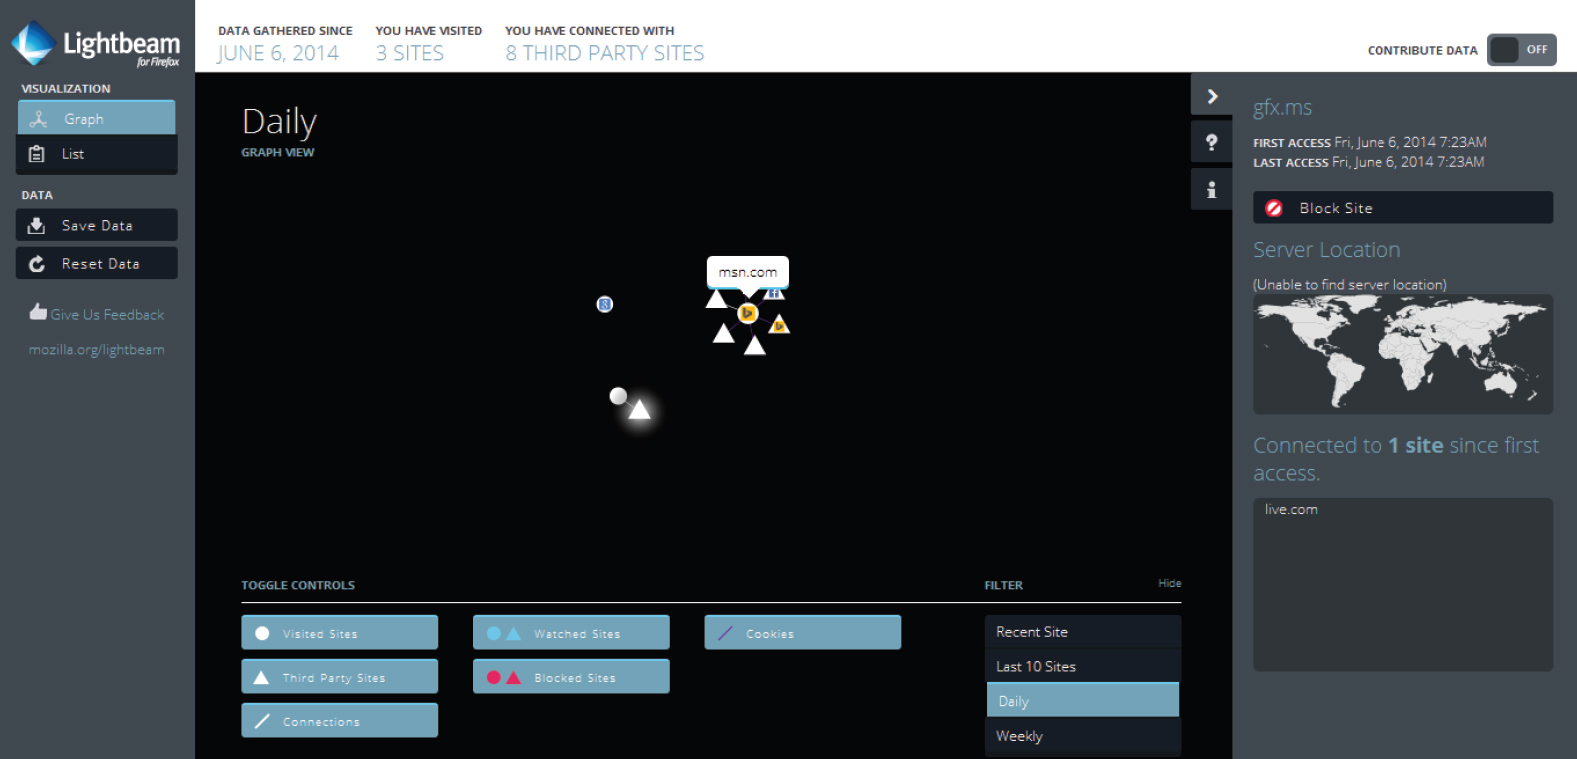 Lightbeam
for Firefox
DATA GATHERED SINCE
JUNE 6, 2014
YOU HAVE VISITED
3 SITES
YOU HAVE CONNECTED WITH
8 THIRD PARTY SITES
CONTRIBUTE DATA
OFF
VISUALIZATION
Graph
List
DATA
Save Data
Reset Data
Give Us Feedback
mozilla.org/lightbeam
Daily
GRAPH VIEW
msn.com
TOGGLE CONTROLS
Visited Sites
Watched Sites
Cookies
Third Party Sites
Blocked Sites
Connections
FILTER
Hide
Recent Site
Last 10 Sites
Daily
Weekly
gfx.ms
FIRST ACCESS Fri, June 6, 2014 7:23AM
LAST ACCESS Fri, June 6, 2014 7:23AM
Block Site
Server Location
(Unable to find server location)
Connected to 1 site since first
access.
live.com